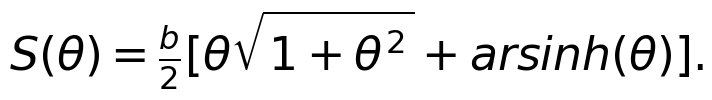 S(θ) = b/2[θ√(1 + θ²) + arsinh(θ)].